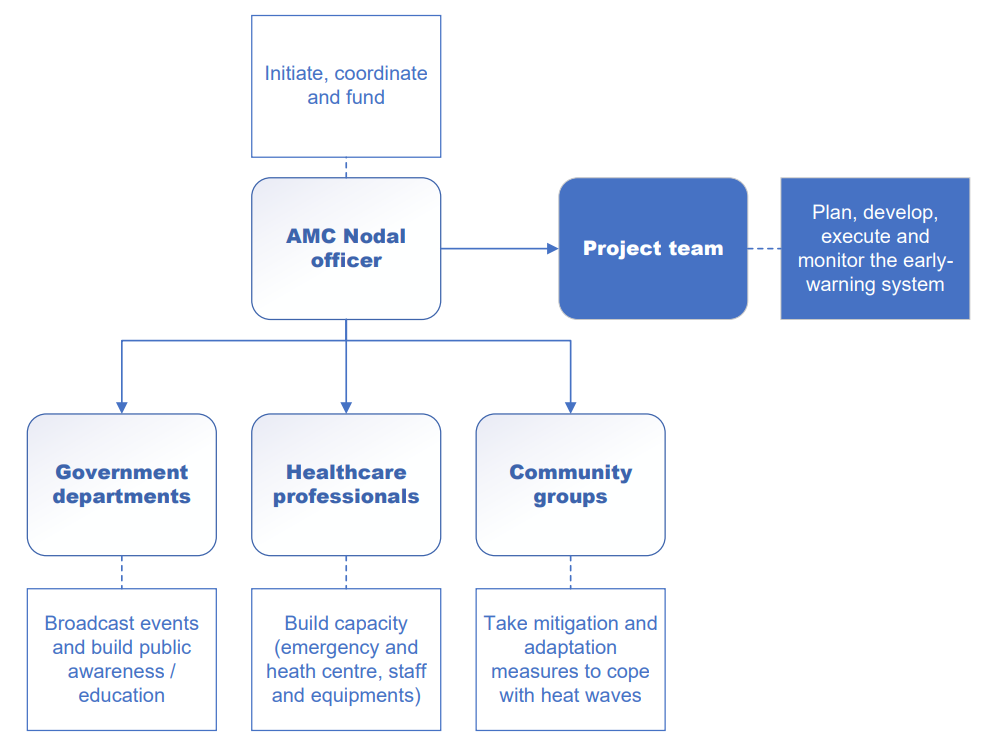 Initiate, coordinate
and fund
AMC Nodal
officer
Project team
Plan, develop,
execute and
monitor the early-
warning system
Government
departments
Healthcare
professionals
Community
groups
Broadcast events
and build public
awareness /
education
Build capacity
(emergency and
heath centre, staff
and equipments)
Take mitigation and
adaptation
measures to cope
with heat waves